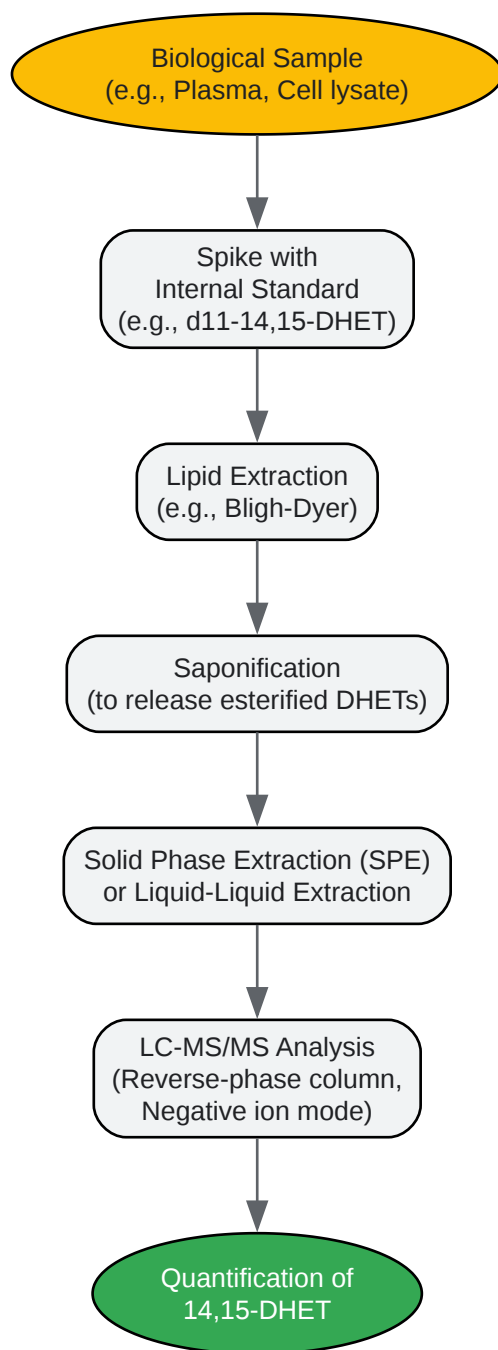 Biological Sample
(e.g., Plasma, Cell lysate)
Spike with
Internal Standard
(e.g., d11-14,15-DHET)
Lipid Extraction
(e.g., Bligh-Dyer)
Saponification
(to release esterified DHETs)
Solid Phase Extraction (SPE)
or Liquid-Liquid Extraction
LC-MS/MS Analysis
(Reverse-phase column,
Negative ion mode)
Quantification of
14,15-DHET